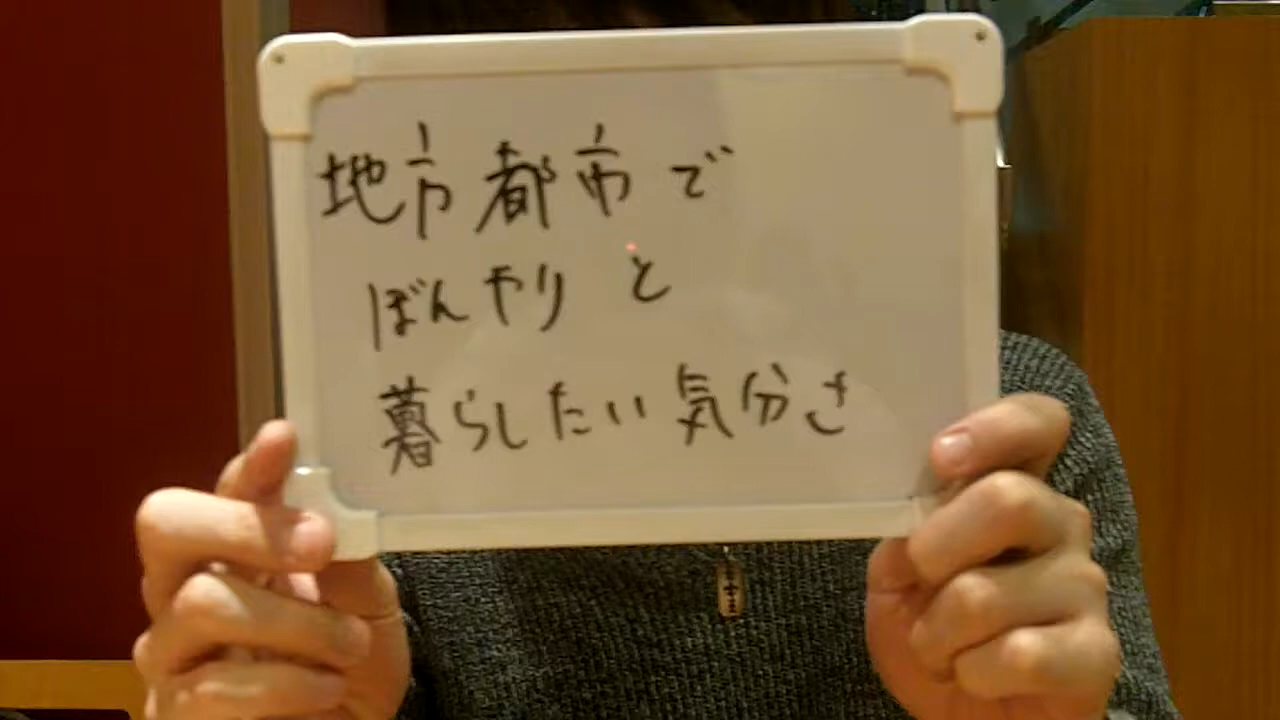 地方都市で
ぼんやりと
暮らしたい気分さ